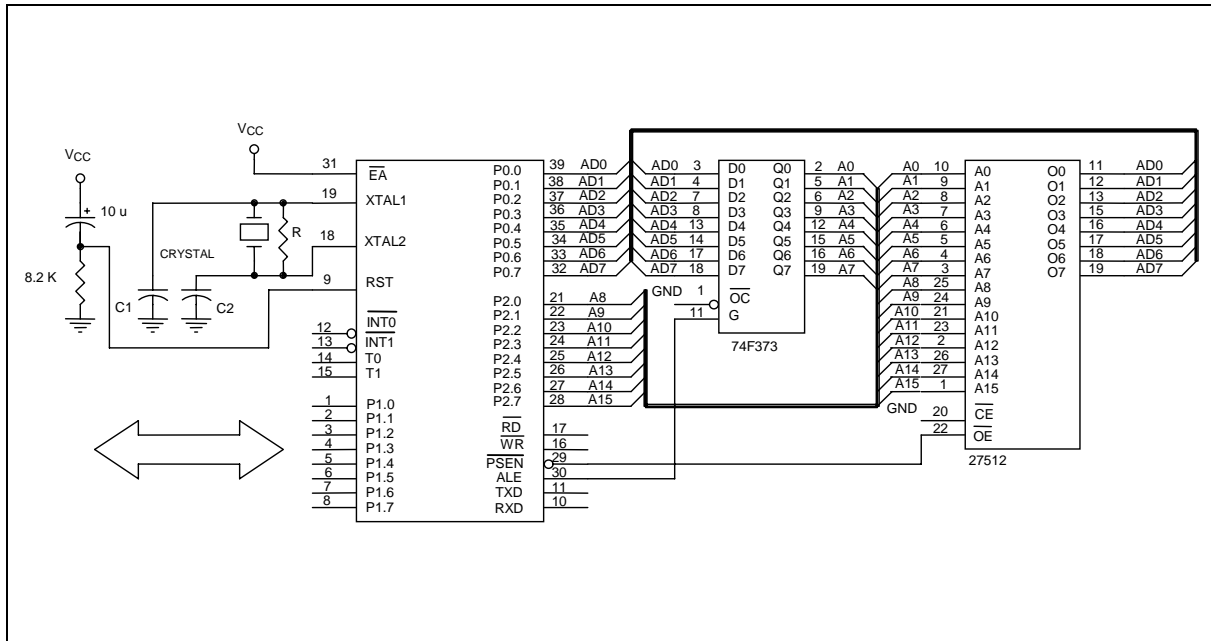 VCC
10 u
8.2 K
VCC
CRYSTAL
R
C1
C2
31
19
18
9
12
13
14
15
1
2
3
4
5
6
7
8
EA
XTAL1
XTAL2
RST
INT0
INT1
T0
T1
P1.0
P1.1
P1.2
P1.3
P1.4
P1.5
P1.6
P1.7
P0.0 39 AD0
P0.1 38 AD1
P0.2 37 AD2
P0.3 36 AD3
P0.4 35 AD4
P0.5 34 AD5
P0.6 33 AD6
P0.7 32 AD7
P2.0 21 A8
P2.1 22 A9
P2.2 23 A10
P2.3 24 A11
P2.4 25 A12
P2.5 26 A13
P2.6 27 A14
P2.7 28 A15
RD 17
WR 16
PSEN 29
ALE 30
TXD 11
RXD 10
AD0 3 D0 Q0 2 A0
AD1 4 D1 Q1 5 A1
AD2 7 D2 Q2 6 A2
AD3 8 D3 Q3 9 A3
AD4 13 D4 Q4 12 A4
AD5 14 D5 Q5 15 A5
AD6 17 D6 Q6 16 A6
AD7 18 D7 Q7 19 A7
GND 1 OC
11 G
74F373
A0 10 A0
A1 9 A1
A2 8 A2
A3 7 A3
A4 6 A4
A5 5 A5
A6 4 A6
A7 3 A7
A8 25 A8
A9 24 A9
A10 21 A10
A11 23 A11
A12 2 A12
A13 26 A13
A14 27 A14
A15 1 A15
GND 20 CE
22 OE
O0 11 AD0
O1 12 AD1
O2 13 AD2
O3 15 AD3
O4 16 AD4
O5 17 AD5
O6 18 AD6
O7 19 AD7
27512